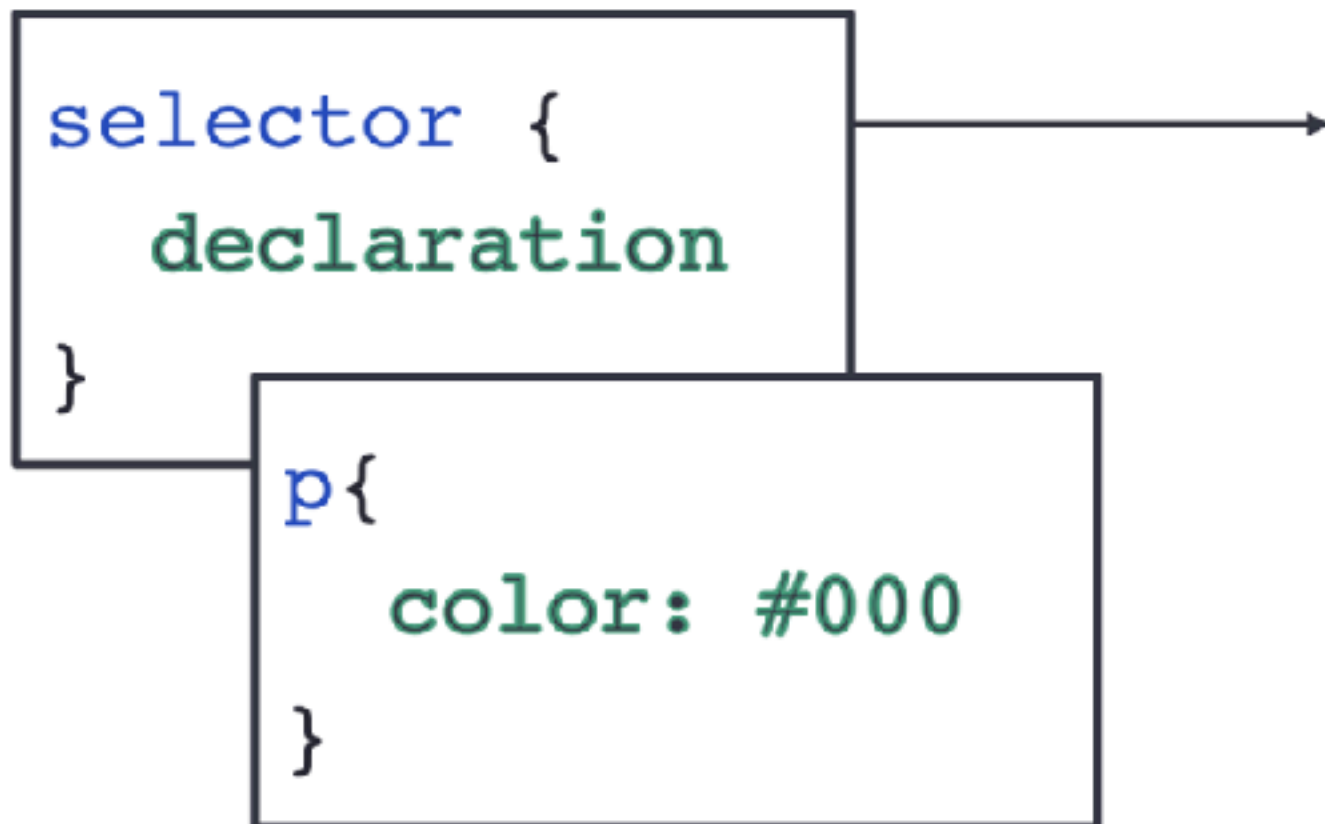 selector {
declaration
}
p{
color: #000
}